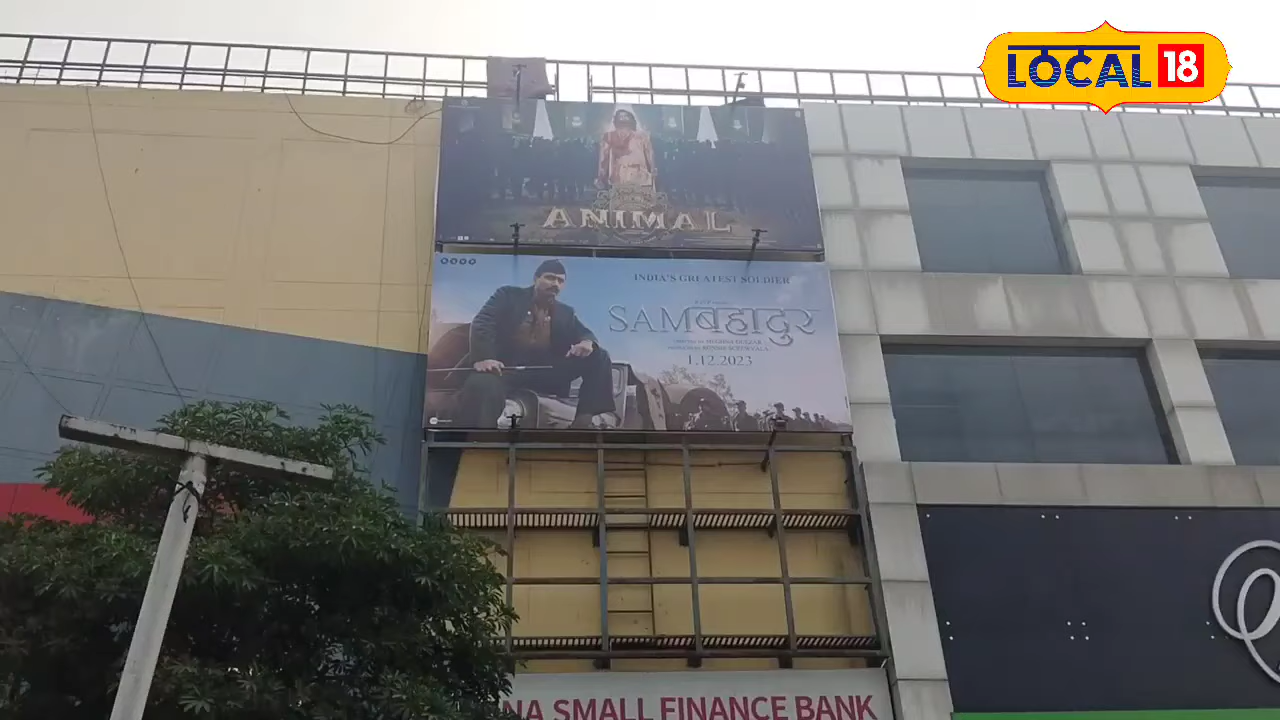 LOCAL 18
ANIMAL
INDIA'S GREATEST SOLDIER
SAMबहादुर
1.12.2023
NA SMALL FINANCE BANK